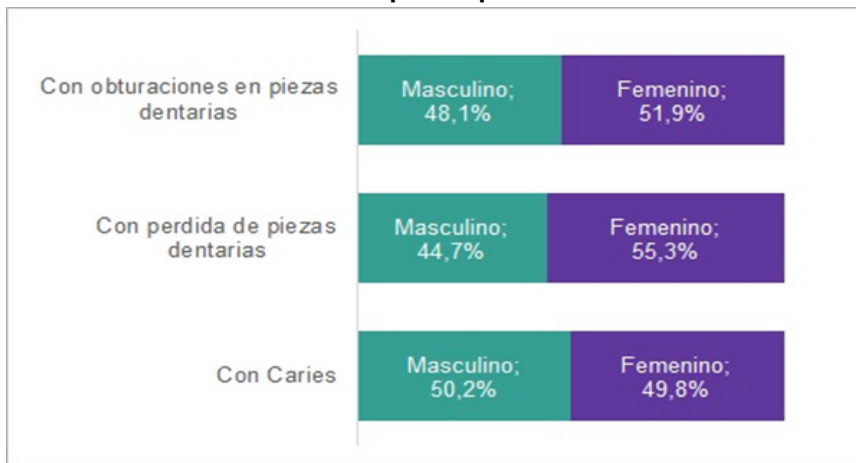 Con obturaciones en piezas
dentarias
Masculino;
48,1%
Femenino;
51,9%
Con perdida de piezas
dentarias
Masculino;
44,7%
Femenino;
55,3%
Con Caries
Masculino;
50,2%
Femenino;
49,8%